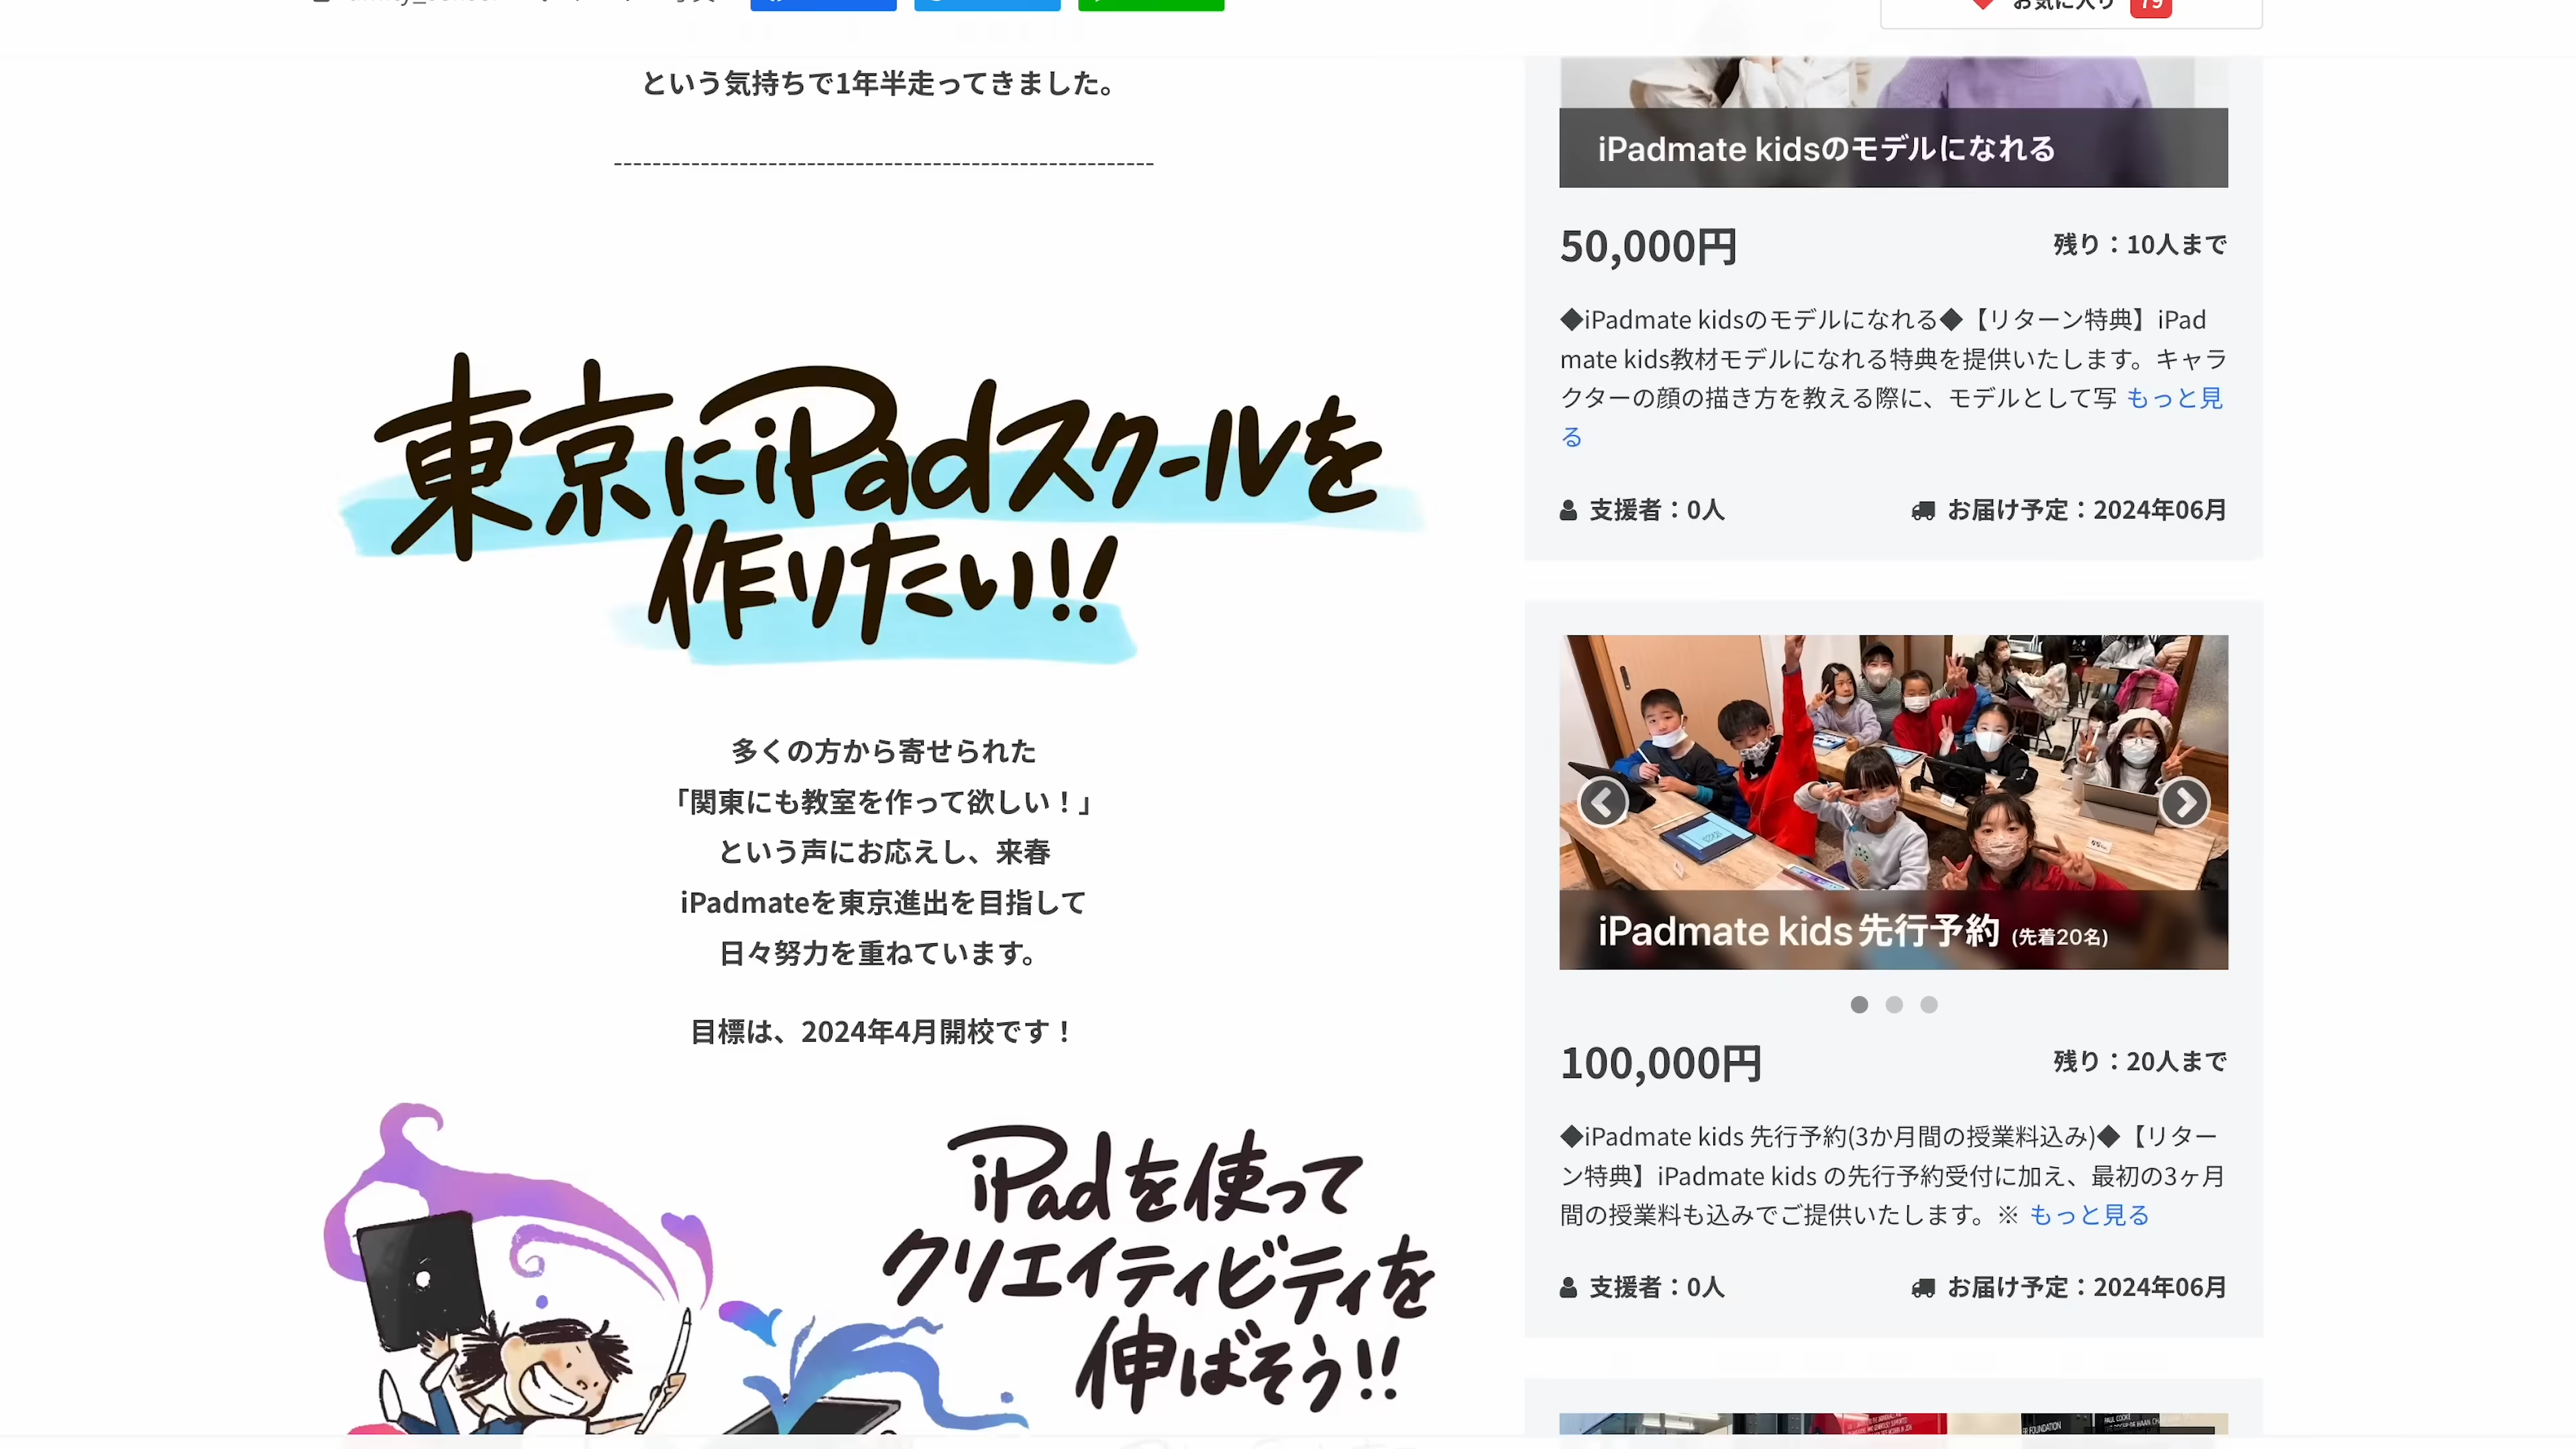 お気に入り 79
という気持ちで1年半走ってきました。
--------------------------------------------------------
東京にiPadスクールを
作りたい!!
多くの方から寄せられた
「関東にも教室を作って欲しい！」
という声にお応えし、来春
iPadmateを東京進出を目指して
日々努力を重ねています。
目標は、2024年4月開校です！
iPadを使って
クリエイティビティを
伸ばそう!!
iPadmate kidsのモデルになれる
50,000円
残り：10人まで
◆iPadmate kidsのモデルになれる◆【リターン特典】iPad
mate kids教材モデルになれる特典を提供いたします。キャラ
クターの顔の描き方を教える際に、モデルとして写 もっと見
る
支援者：0人
お届け予定：2024年06月
iPadmate kids 先行予約 (先着20名)
100,000円
残り：20人まで
◆iPadmate kids 先行予約(3か月間の授業料込み)◆【リター
ン特典】iPadmate kids の先行予約受付に加え、最初の3ヶ月
間の授業料も込みでご提供いたします。※ もっと見る
支援者：0人
お届け予定：2024年06月